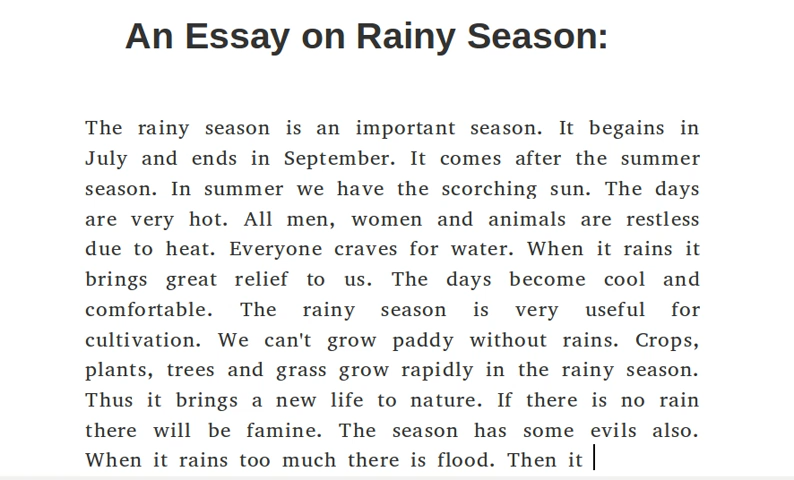 An Essay on Rainy Season:
The rainy season is an important season. It begains in
July and ends in September. It comes after the summer
season. In summer we have the scorching sun. The days
are very hot. All men, women and animals are restless
due to heat. Everyone craves for water. When it rains it
brings great relief to us. The days become cool and
comfortable. The rainy season is very useful for
cultivation. We can't grow paddy without rains. Crops,
plants, trees and grass grow rapidly in the rainy season.
Thus it brings a new life to nature. If there is no rain
there will be famine. The season has some evils also.
When it rains too much there is flood. Then it